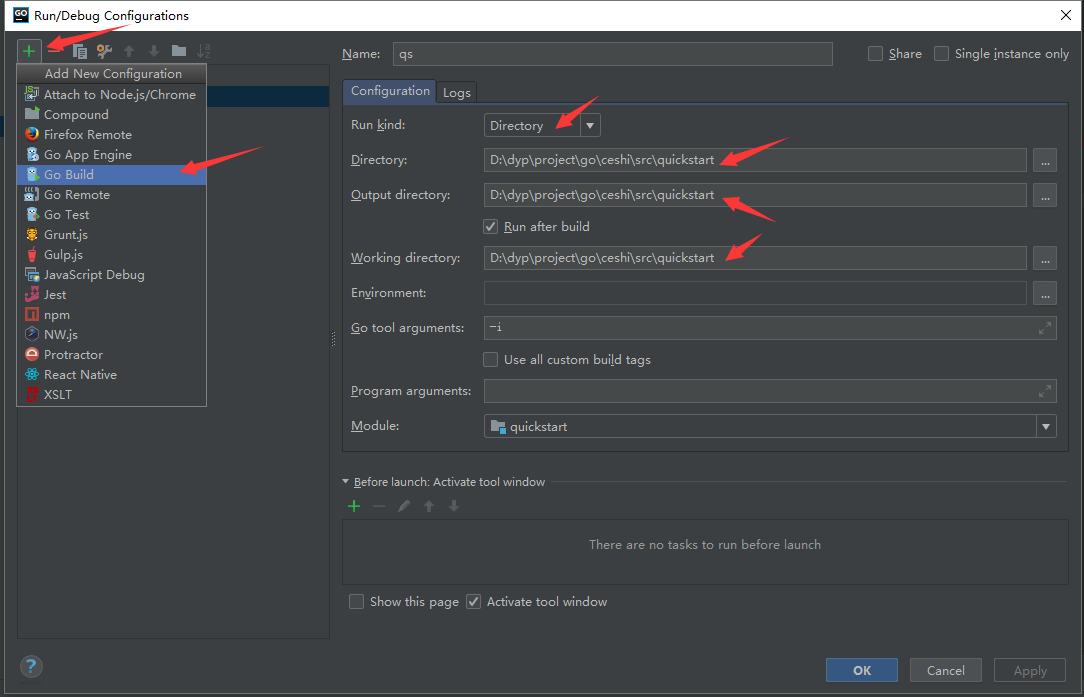 GO Run/Debug Configurations
Add New Configuration
Attach to Node.js/Chrome
Compound
Firefox Remote
Go App Engine
Go Build
Go Remote
Go Test
Grunt.js
Gulp.js
JavaScript Debug
Jest
npm
NW.js
Protractor
React Native
XSLT
Name: qs Share Single instance only
Configuration Logs
Run kind: Directory
Directory: D:\dyp\project\go\ceshi\src\quickstart ...
Output directory: D:\dyp\project\go\ceshi\src\quickstart ...
Run after build
Working directory: D:\dyp\project\go\ceshi\src\quickstart ...
Environment: ...
Go tool arguments: -i
Use all custom build tags
Program arguments:
Module: quickstart
Before launch: Activate tool window
There are no tasks to run before launch
Show this page Activate tool window
? OK Cancel Apply